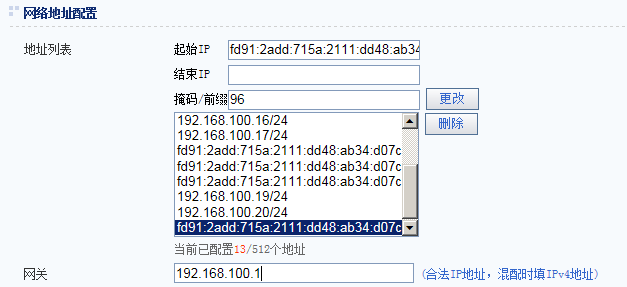 网络地址配置
地址列表
起始IP fd91:2add:715a:2111:dd48:ab34
结束IP
掩码/前缀 96 更改
192.168.100.16/24 删除
192.168.100.17/24
fd91:2add:715a:2111:dd48:ab34:d07c
fd91:2add:715a:2111:dd48:ab34:d07c
fd91:2add:715a:2111:dd48:ab34:d07c
192.168.100.19/24
192.168.100.20/24
fd91:2add:715a:2111:dd48:ab34:d07c
当前已配置13/512个地址
网关 192.168.100.1 (合法IP地址，混配时填IPv4地址)